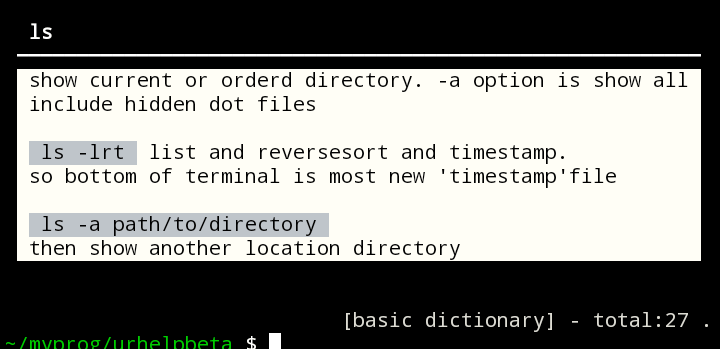 ls
show current or orderd directory. -a option is show all
include hidden dot files
ls -lrt list and reversesort and timestamp.
so bottom of terminal is most new 'timestamp'file
ls -a path/to/directory
then show another location directory
[basic dictionary] - total:27 .
~/myprog/urhelpbeta $